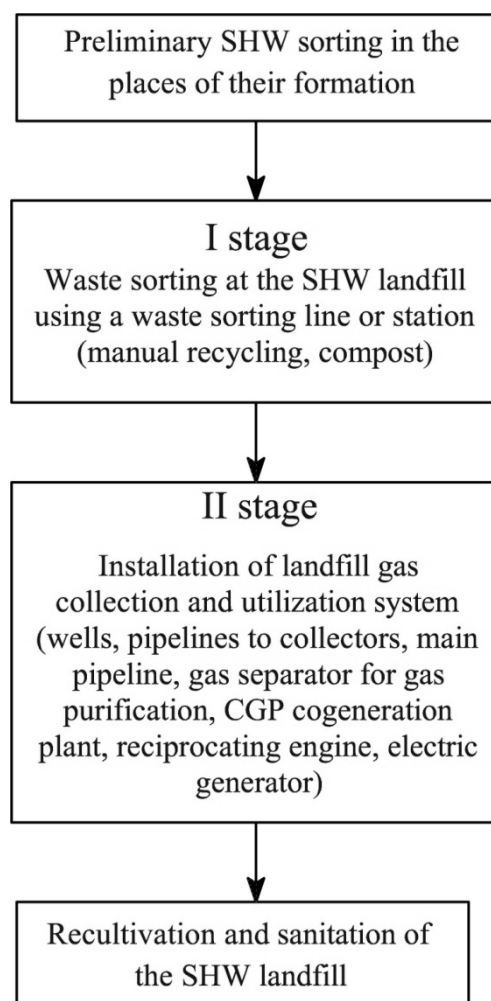 Preliminary SHW sorting in the
places of their formation
I stage
Waste sorting at the SHW landfill
using a waste sorting line or station
(manual recycling, compost)
II stage
Installation of landfill gas
collection and utilization system
(wells, pipelines to collectors, main
pipeline, gas separator for gas
purification, CGP cogeneration
plant, reciprocating engine, electric
generator)
Recultivation and sanitation of
the SHW landfill